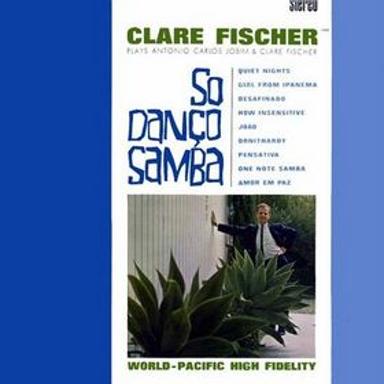 Stereo
CLARE FISCHER
PLAYS ANTONIO CARLOS JOBIM & CLARE FISCHER
SO
DANÇO
SAMBA
QUIET NIGHTS
GIRL FROM IPANEMA
DESAFINADO
HOW INSENSITIVE
JOÃO
ORNITHARDY
PENSATIVA
ONE NOTE SAMBA
AMOR EM PAZ
WORLD-PACIFIC HIGH FIDELITY